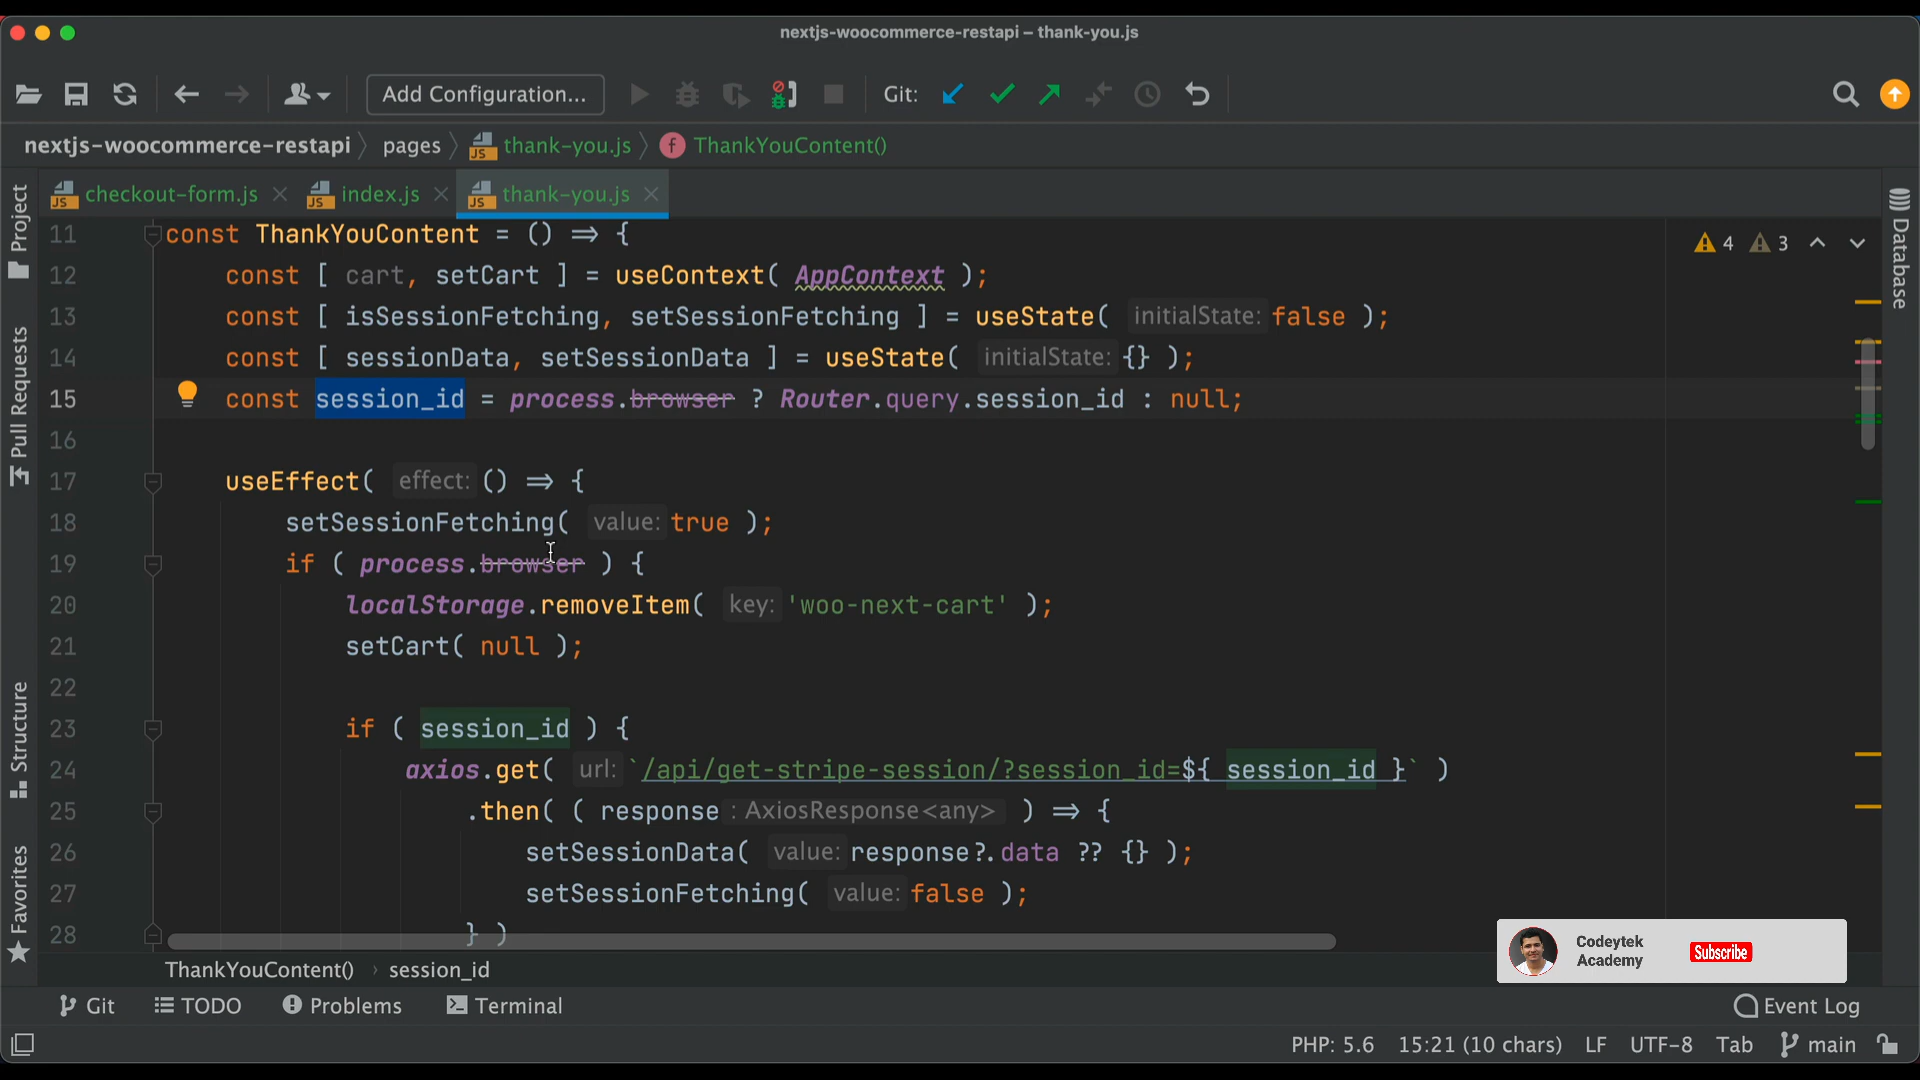 nextjs-woocommerce-restapi – thank-you.js
Add Configuration... Git:
nextjs-woocommerce-restapi pages thank-you.js f ThankYouContent()
checkout-form.js index.js thank-you.js
Project
Pull Requests
Structure
Favorites
Database
4 3
11 const ThankYouContent = () ⇒ {
12 const [ cart, setCart ] = useContext( AppContext );
13 const [ isSessionFetching, setSessionFetching ] = useState( initialState: false );
14 const [ sessionData, setSessionData ] = useState( initialState: {} );
15 const session_id = process.browser ? Router.query.session_id : null;
16
17 useEffect( effect: () ⇒ {
18 setSessionFetching( value: true );
19 if ( process.browser ) {
20 localStorage.removeItem( key: 'woo-next-cart' );
21 setCart( null );
22
23 if ( session_id ) {
24 axios.get( url: `/api/get-stripe-session/?session_id=${ session_id }` )
25 .then( ( response : AxiosResponse<any> ) ⇒ {
26 setSessionData( value: response?.data ?? {} );
27 setSessionFetching( value: false );
28 } )
Codeytek
Academy
Subscribe
ThankYouContent() › session_id
Git TODO Problems Terminal Event Log
PHP: 5.6 15:21 (10 chars) LF UTF-8 Tab main